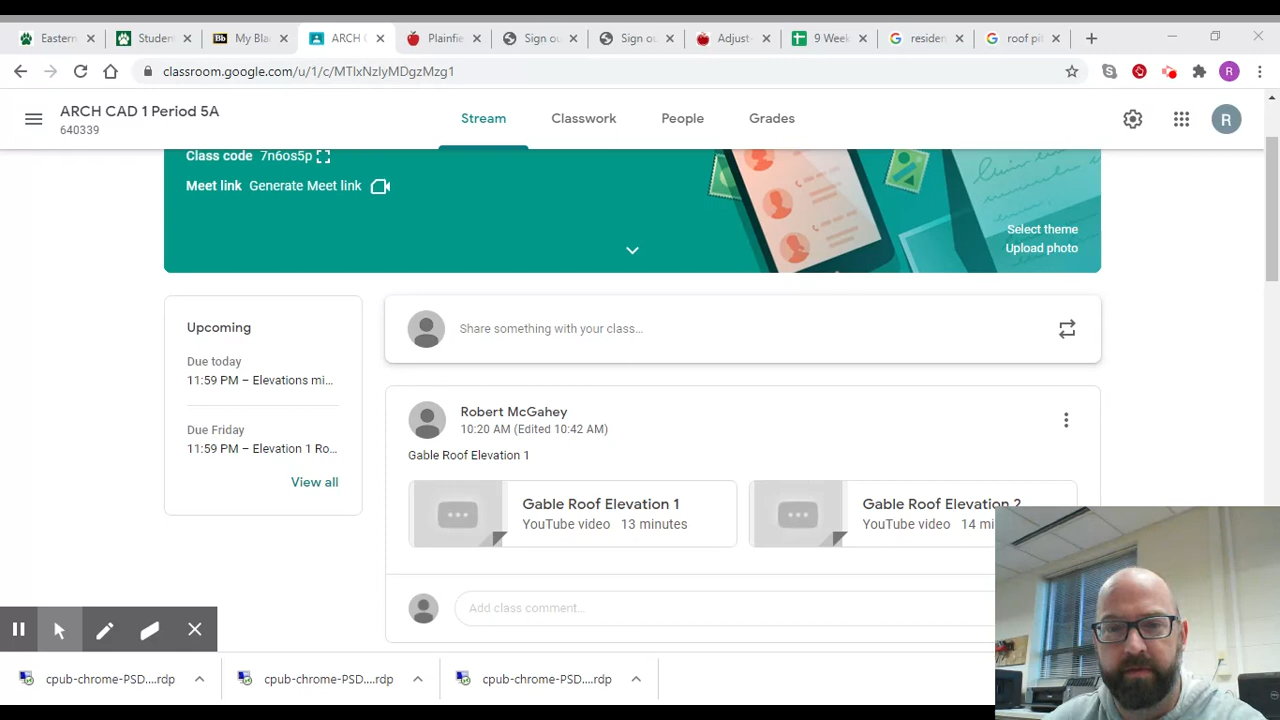 Eastern
Studen
My Bla
ARCH C
Plainfie
Sign ou
Sign ou
Adjust
9 Week
residen
roof pit
classroom.google.com/u/1/c/MTIxNzIyMDgzMzg1
R
ARCH CAD 1 Period 5A
640339
Stream
Classwork
People
Grades
R
Class code 7n6os5p
Meet link Generate Meet link
Select theme
Upload photo
Upcoming
Due today
11:59 PM – Elevations mi...
Due Friday
11:59 PM – Elevation 1 Ro...
View all
Share something with your class...
Robert McGahey
10:20 AM (Edited 10:42 AM)
Gable Roof Elevation 1
Gable Roof Elevation 1
YouTube video 13 minutes
Gable Roof Elevation 2
YouTube video 14 mi
Add class comment...
cpub-chrome-PSD....rdp
cpub-chrome-PSD....rdp
cpub-chrome-PSD....rdp